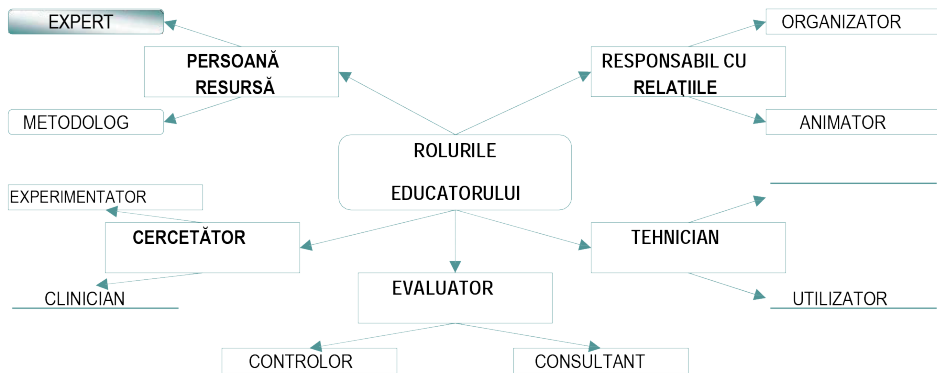 EXPERT
ORGANIZATOR
PERSOANĂ
RESURSĂ
RESPONSABIL CU
RELAŢIILE
METODOLOG
ANIMATOR
ROLURILE
EDUCATORULUI
EXPERIMENTATOR
CERCETĂTOR
TEHNICIAN
CLINICIAN
EVALUATOR
UTILIZATOR
CONTROLOR
CONSULTANT